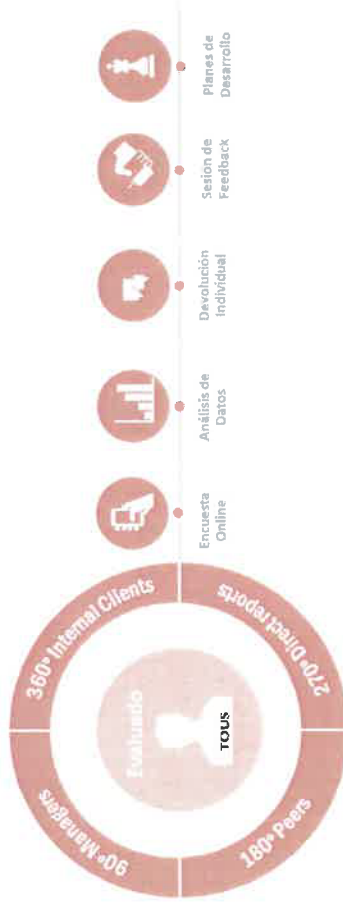 90º Managers
360º Internal Clients
Evaluado
TOUS
180º Peers
270º Direct reports
Encuesta
Online
Análisis de
Datos
Devolución
Individual
Sesión de
Feedback
Planes de
Desarrollo